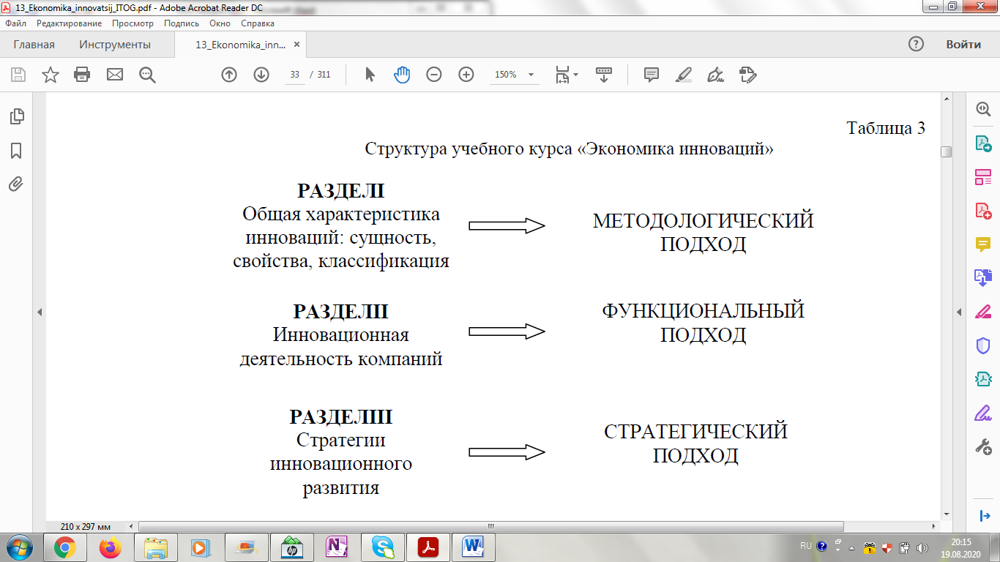 13_Ekonomika_innovatsij_ITOG.pdf - Adobe Acrobat Reader DC
Файл Редактирование Просмотр Подпись Окно Справка
Главная Инструменты 13_Ekonomika_inn... × ? Войти
33 / 311 150%
Таблица 3
Структура учебного курса «Экономика инноваций»
РАЗДЕЛI
Общая характеристика
инноваций: сущность,
свойства, классификация
МЕТОДОЛОГИЧЕСКИЙ
ПОДХОД
РАЗДЕЛII
Инновационная
деятельность компаний
ФУНКЦИОНАЛЬНЫЙ
ПОДХОД
РАЗДЕЛIII
Стратегии
инновационного
развития
СТРАТЕГИЧЕСКИЙ
ПОДХОД
210 x 297 мм
RU 20:15
19.08.2020